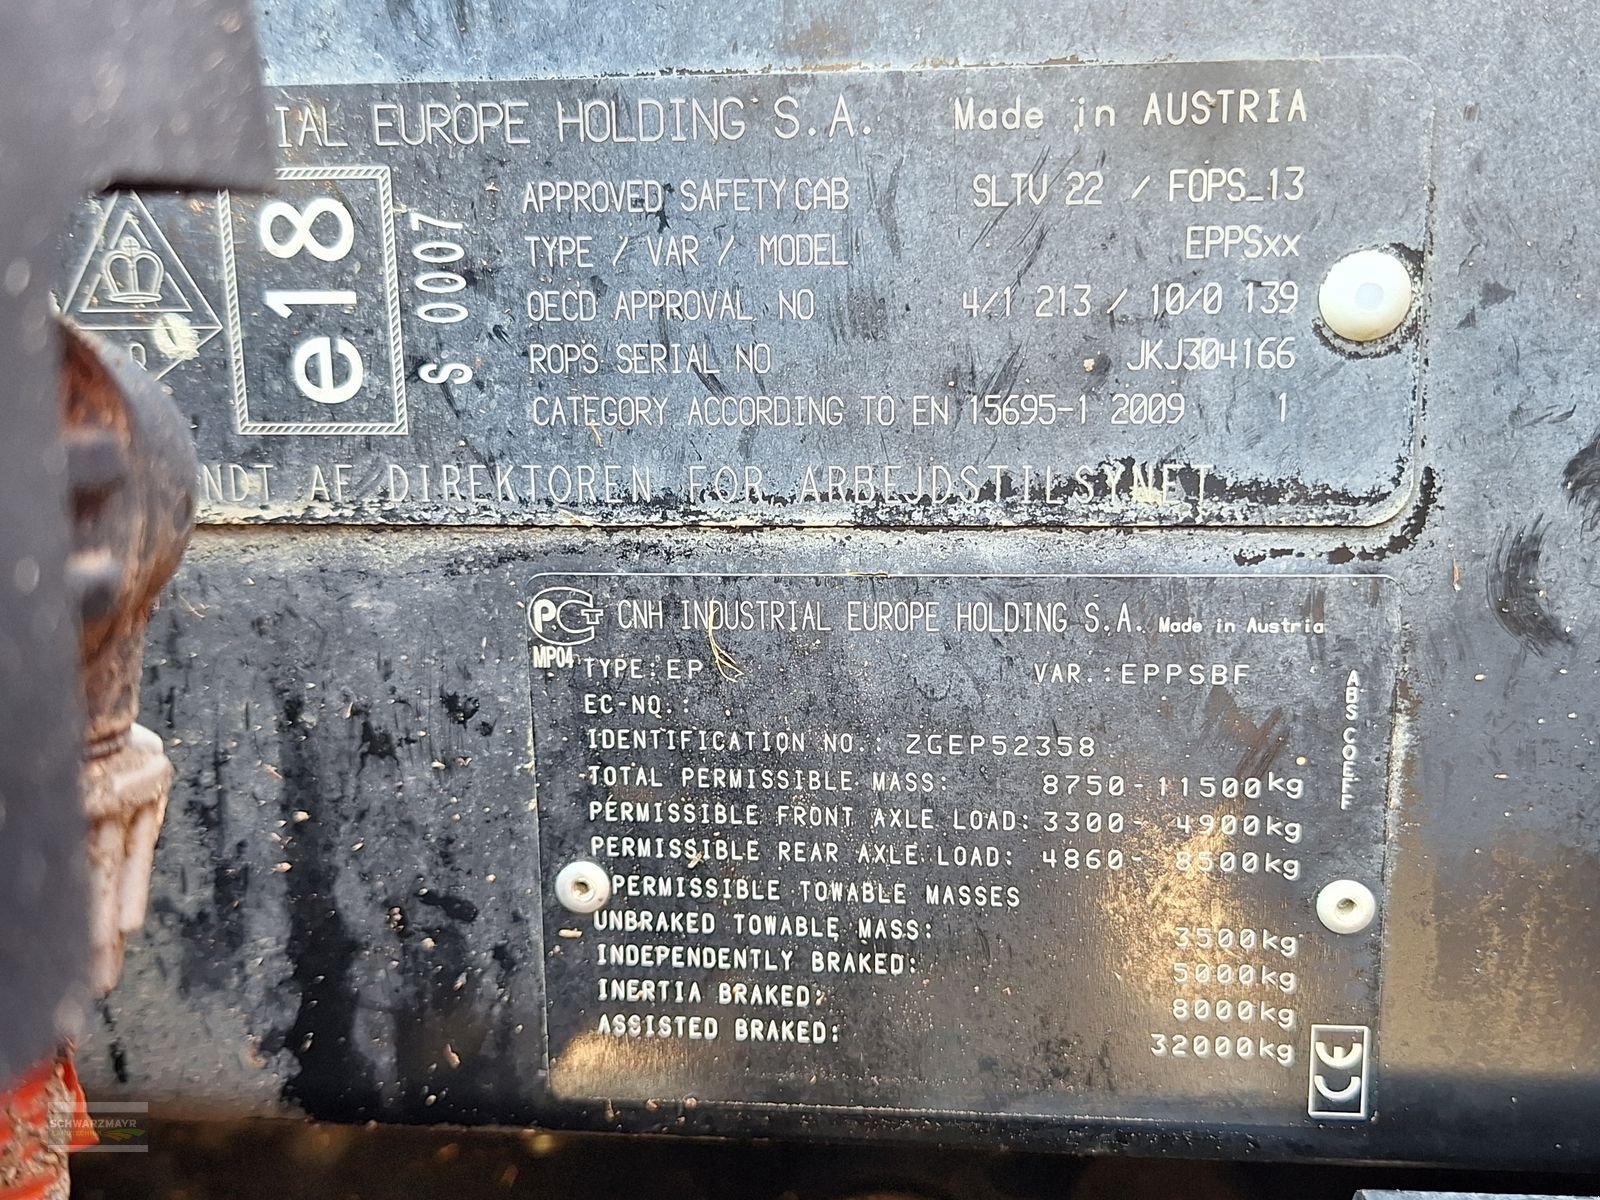 IAL EUROPE HOLDING S.A. Made in AUSTRIA
e18
S 0007
APPROVED SAFETY CAB SLTV 22 / FOPS_13
TYPE / VAR / MODEL EPPSxx
OECD APPROVAL NO 4/1 213 / 10/0 139
ROPS SERIAL NO JKJ304166
CATEGORY ACCORDING TO EN 15695-1 2009 1
NDT AF DIREKTOREN FOR ARBEJDSTILSYNET
PCT CNH INDUSTRIAL EUROPE HOLDING S.A. Made in Austria
MP04 TYPE: EP VAR.: EPPSBF
EC-NO.:
IDENTIFICATION NO.: ZGEP52358
TOTAL PERMISSIBLE MASS: 8750-11500kg
PERMISSIBLE FRONT AXLE LOAD: 3300- 4900kg
PERMISSIBLE REAR AXLE LOAD: 4860- 8500kg
PERMISSIBLE TOWABLE MASSES
UNBRAKED TOWABLE MASS: 3500kg
INDEPENDENTLY BRAKED: 5000kg
INERTIA BRAKED: 8000kg
ASSISTED BRAKED: 32000kg
ABSCOEFF
CE
SCHWARZMAYR
LANDTECHNIK